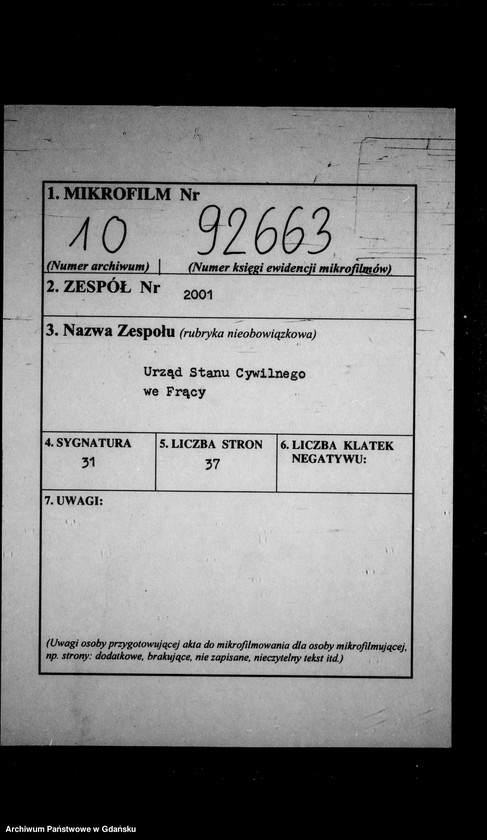 1. MIKROFILM Nr
10 92663
(Numer archiwum) (Numer księgi ewidencji mikrofilmów)
2. ZESPÓŁ Nr 2001
3. Nazwa Zespołu (rubryka nieobowiązkowa)
Urząd Stanu Cywilnego
we Frący
4. SYGNATURA
31
5. LICZBA STRON
37
6. LICZBA KLATEK
NEGATYWU:
7. UWAGI:
(Uwagi osoby przygotowującej akta do mikrofilmowania dla osoby mikrofilmującej,
np. strony: dodatkowe, brakujące, nie zapisane, nieczytelny tekst itd.)
Archiwum Państwowe w Gdańsku